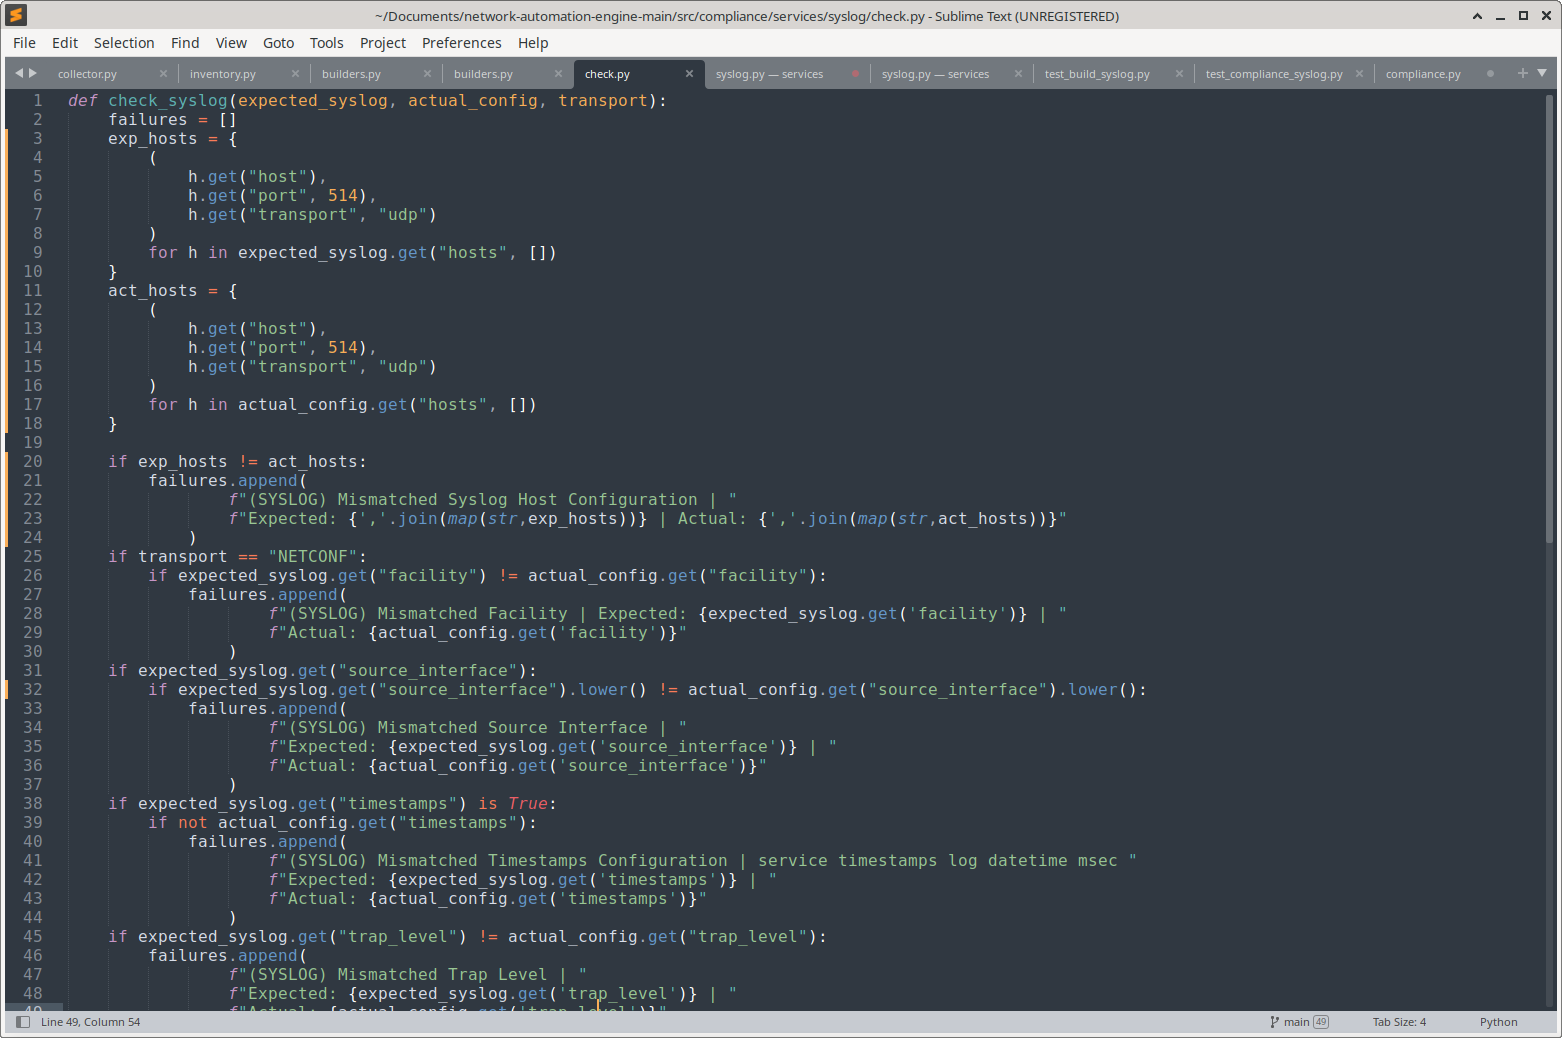 ~/Documents/network-automation-engine-main/src/compliance/services/syslog/check.py - Sublime Text (UNREGISTERED)
File Edit Selection Find View Goto Tools Project Preferences Help
collector.py inventory.py builders.py builders.py check.py syslog.py — services syslog.py — services test_build_syslog.py test_compliance_syslog.py compliance.py
1 def check_syslog(expected_syslog, actual_config, transport):
2     failures = []
3     exp_hosts = {
4         (
5             h.get("host"),
6             h.get("port", 514),
7             h.get("transport", "udp")
8         )
9         for h in expected_syslog.get("hosts", [])
10     }
11     act_hosts = {
12         (
13             h.get("host"),
14             h.get("port", 514),
15             h.get("transport", "udp")
16         )
17         for h in actual_config.get("hosts", [])
18     }
19
20     if exp_hosts != act_hosts:
21         failures.append(
22                 f"(SYSLOG) Mismatched Syslog Host Configuration | "
23                 f"Expected: {','.join(map(str,exp_hosts))} | Actual: {','.join(map(str,act_hosts))}"
24             )
25     if transport == "NETCONF":
26         if expected_syslog.get("facility") != actual_config.get("facility"):
27             failures.append(
28                     f"(SYSLOG) Mismatched Facility | Expected: {expected_syslog.get('facility')} | "
29                     f"Actual: {actual_config.get('facility')}"
30                 )
31     if expected_syslog.get("source_interface"):
32         if expected_syslog.get("source_interface").lower() != actual_config.get("source_interface").lower():
33             failures.append(
34                     f"(SYSLOG) Mismatched Source Interface | "
35                     f"Expected: {expected_syslog.get('source_interface')} | "
36                     f"Actual: {actual_config.get('source_interface')}"
37                 )
38     if expected_syslog.get("timestamps") is True:
39         if not actual_config.get("timestamps"):
40             failures.append(
41                     f"(SYSLOG) Mismatched Timestamps Configuration | service timestamps log datetime msec "
42                     f"Expected: {expected_syslog.get('timestamps')} | "
43                     f"Actual: {actual_config.get('timestamps')}"
44                 )
45     if expected_syslog.get("trap_level") != actual_config.get("trap_level"):
46         failures.append(
47                 f"(SYSLOG) Mismatched Trap Level | "
48                 f"Expected: {expected_syslog.get('trap_level')} | "
49                 f"Actual: {actual_config.get('trap_level')}"
Line 49, Column 54 main 49 Tab Size: 4 Python